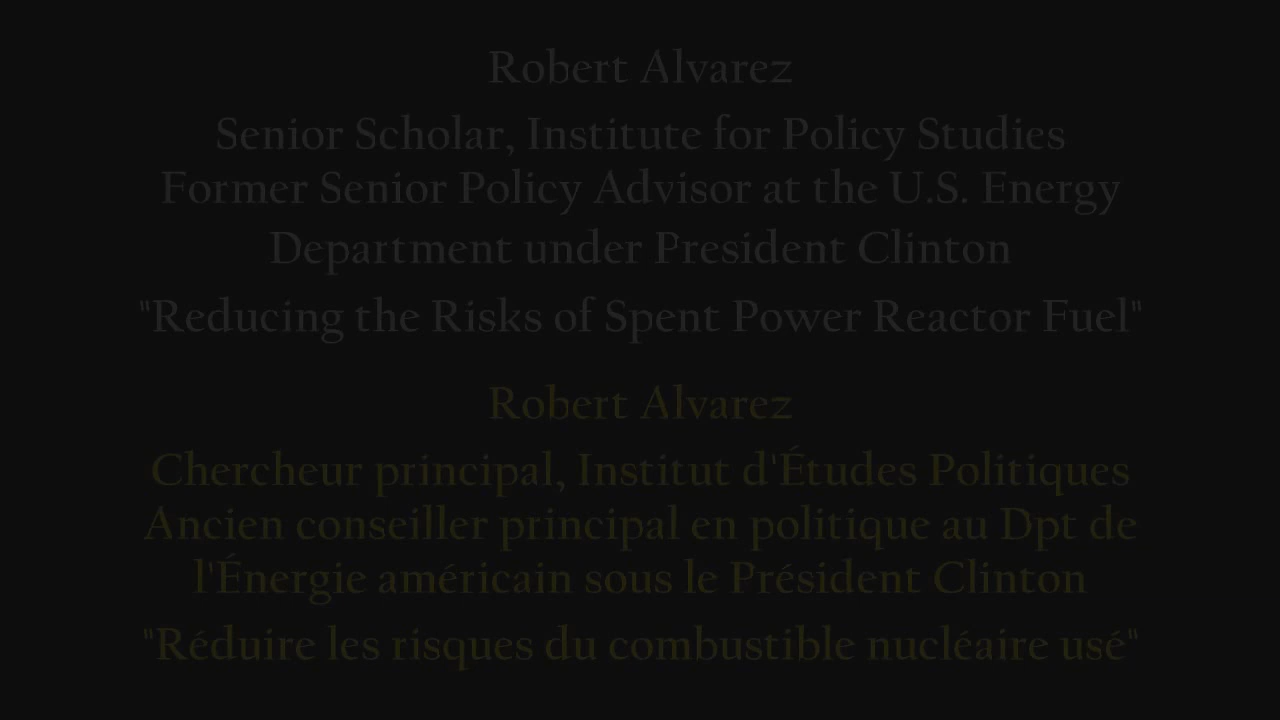 Robert Alvarez
Senior Scholar, Institute for Policy Studies
Former Senior Policy Advisor at the U.S. Energy
Department under President Clinton
"Reducing the Risks of Spent Power Reactor Fuel"
Robert Alvarez
Chercheur principal, Institut d'Études Politiques
Ancien conseiller principal en politique au Dpt de
l'Énergie américain sous le Président Clinton
"Réduire les risques du combustible nucléaire usé"